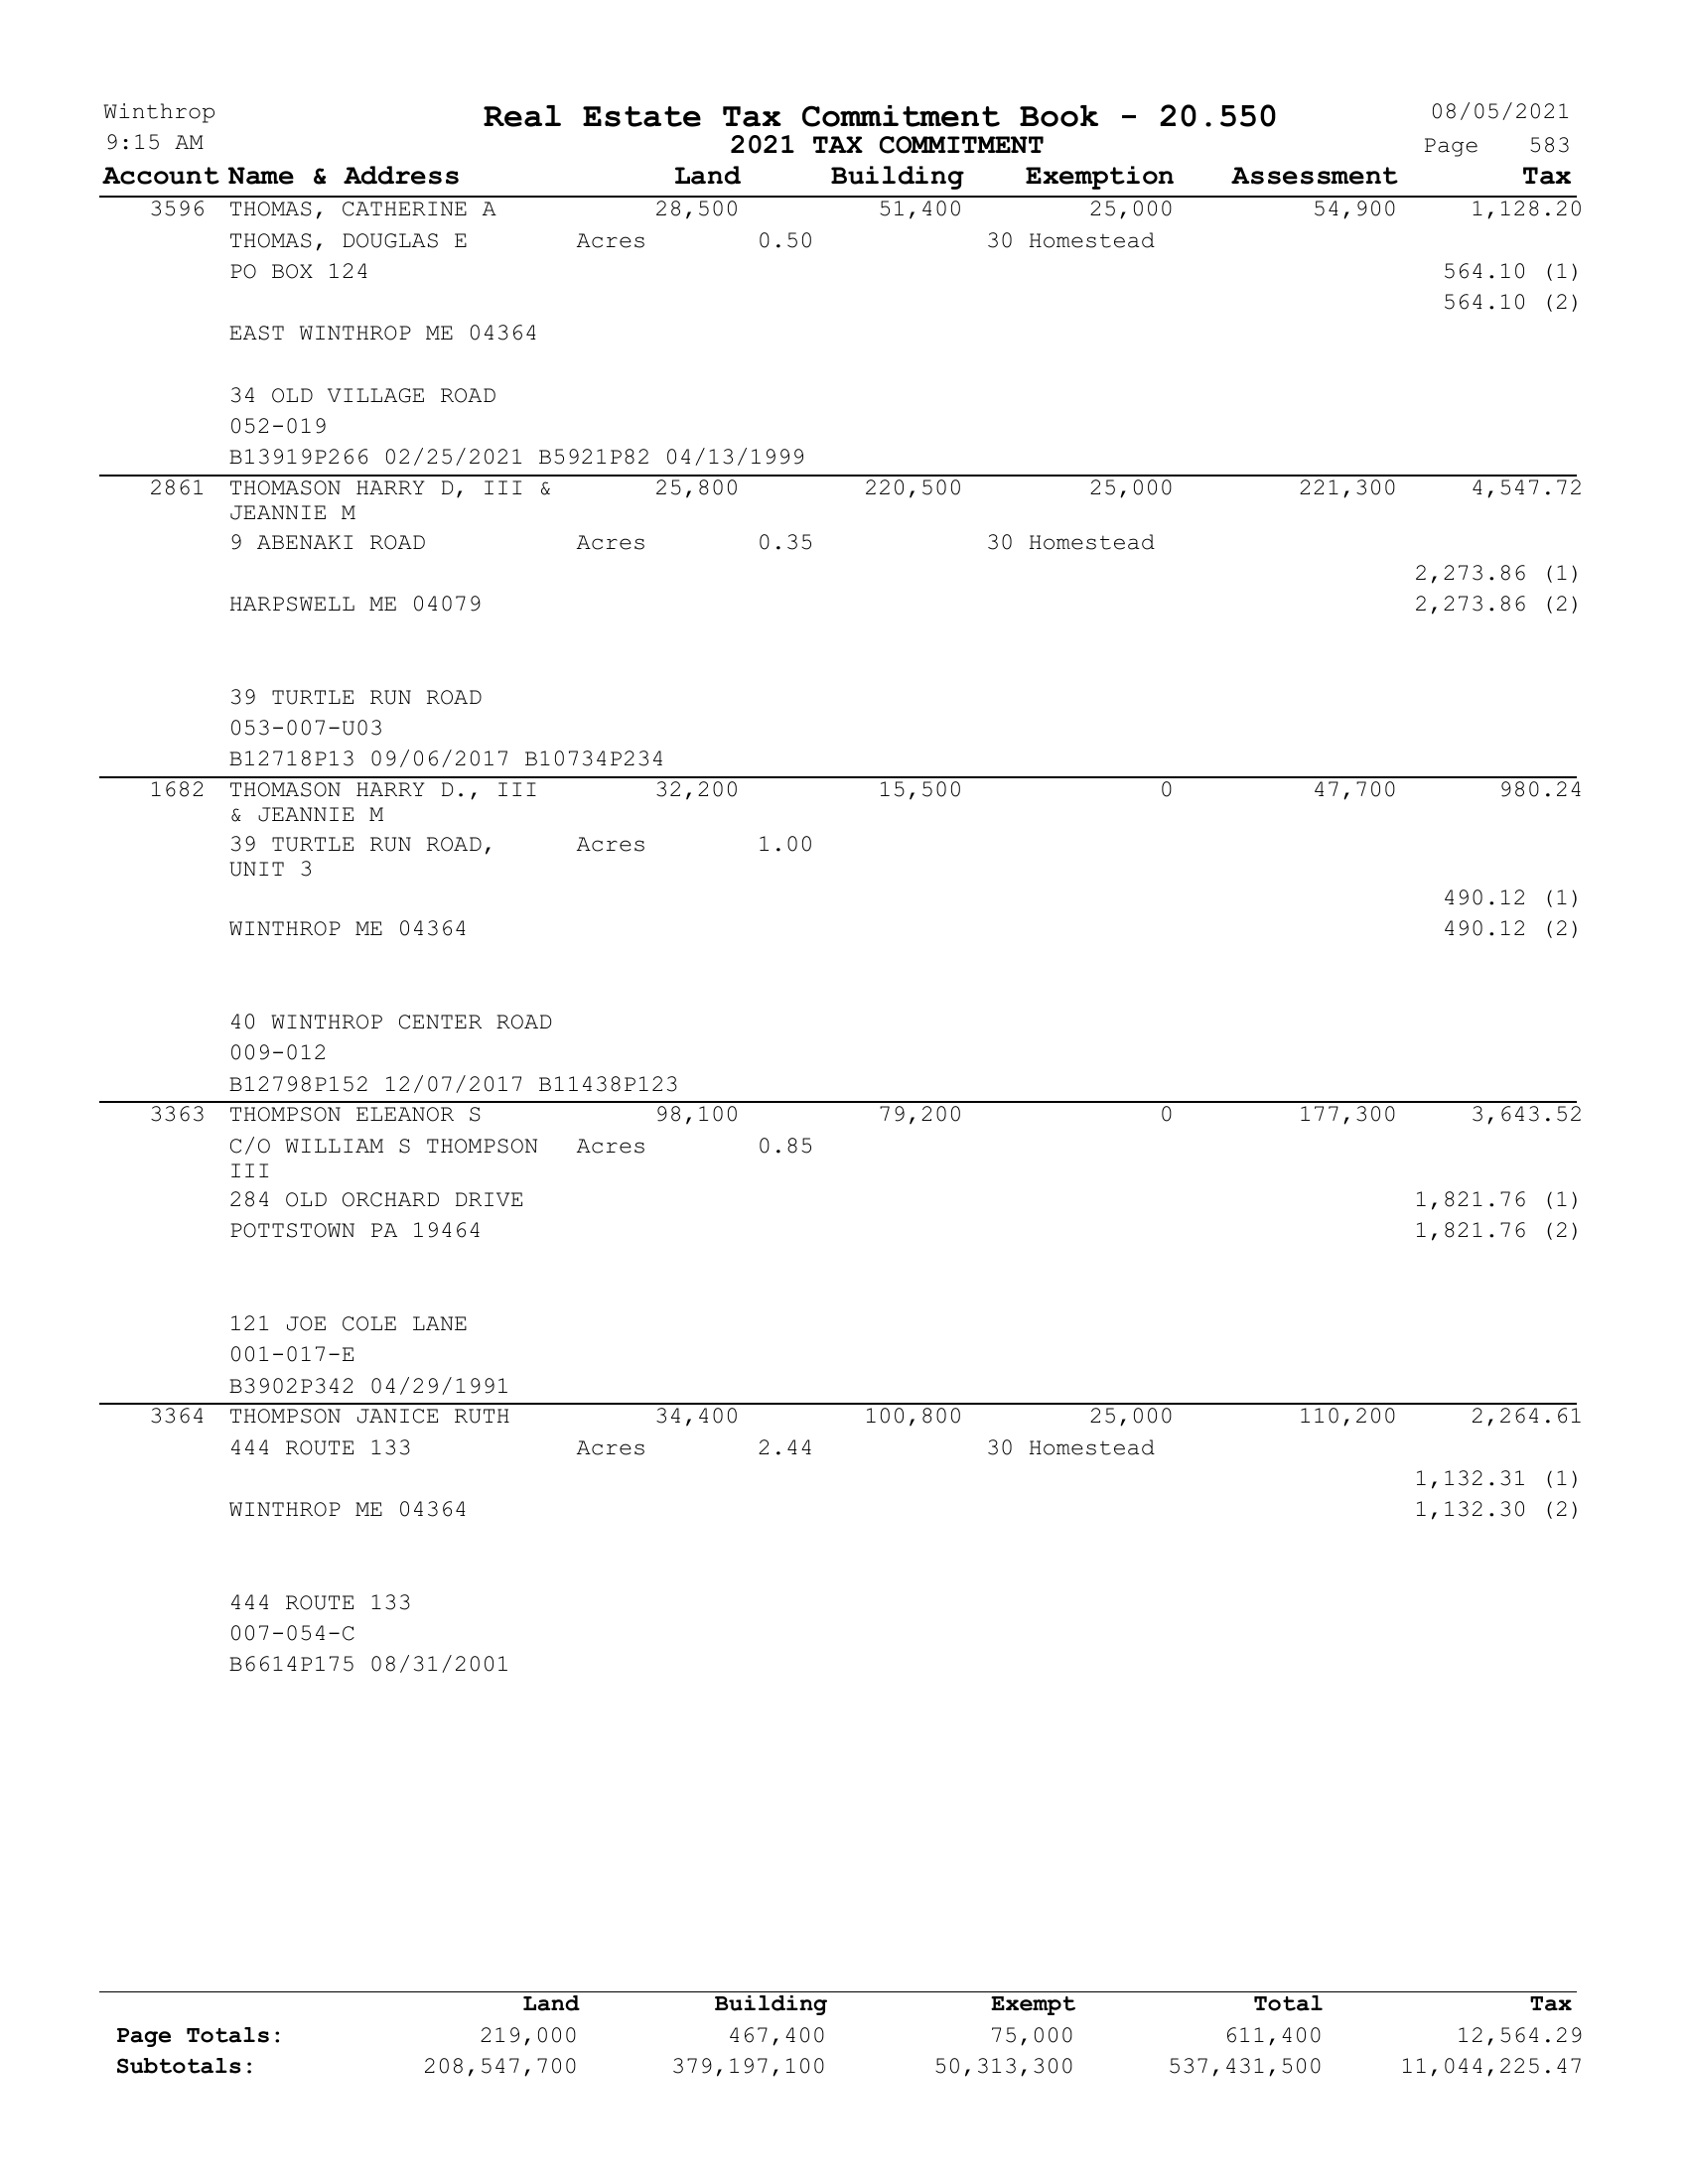 Winthrop Real Estate Tax Commitment Book - 20.550 08/05/2021
9:15 AM 2021 TAX COMMITMENT Page 583
Account Name & Address Land Building Exemption Assessment Tax
3596 THOMAS, CATHERINE A 28,500 51,400 25,000 54,900 1,128.20
THOMAS, DOUGLAS E Acres 0.50 30 Homestead
PO BOX 124 564.10 (1)
564.10 (2)
EAST WINTHROP ME 04364
34 OLD VILLAGE ROAD
052-019
B13919P266 02/25/2021 B5921P82 04/13/1999
2861 THOMASON HARRY D, III & 25,800 220,500 25,000 221,300 4,547.72
JEANNIE M
9 ABENAKI ROAD Acres 0.35 30 Homestead
2,273.86 (1)
HARPSWELL ME 04079 2,273.86 (2)
39 TURTLE RUN ROAD
053-007-U03
B12718P13 09/06/2017 B10734P234
1682 THOMASON HARRY D., III 32,200 15,500 0 47,700 980.24
& JEANNIE M
39 TURTLE RUN ROAD, Acres 1.00
UNIT 3
490.12 (1)
WINTHROP ME 04364 490.12 (2)
40 WINTHROP CENTER ROAD
009-012
B12798P152 12/07/2017 B11438P123
3363 THOMPSON ELEANOR S 98,100 79,200 0 177,300 3,643.52
C/O WILLIAM S THOMPSON Acres 0.85
III
284 OLD ORCHARD DRIVE 1,821.76 (1)
POTTSTOWN PA 19464 1,821.76 (2)
121 JOE COLE LANE
001-017-E
B3902P342 04/29/1991
3364 THOMPSON JANICE RUTH 34,400 100,800 25,000 110,200 2,264.61
444 ROUTE 133 Acres 2.44 30 Homestead
1,132.31 (1)
WINTHROP ME 04364 1,132.30 (2)
444 ROUTE 133
007-054-C
B6614P175 08/31/2001
Land Building Exempt Total Tax
Page Totals: 219,000 467,400 75,000 611,400 12,564.29
Subtotals: 208,547,700 379,197,100 50,313,300 537,431,500 11,044,225.47